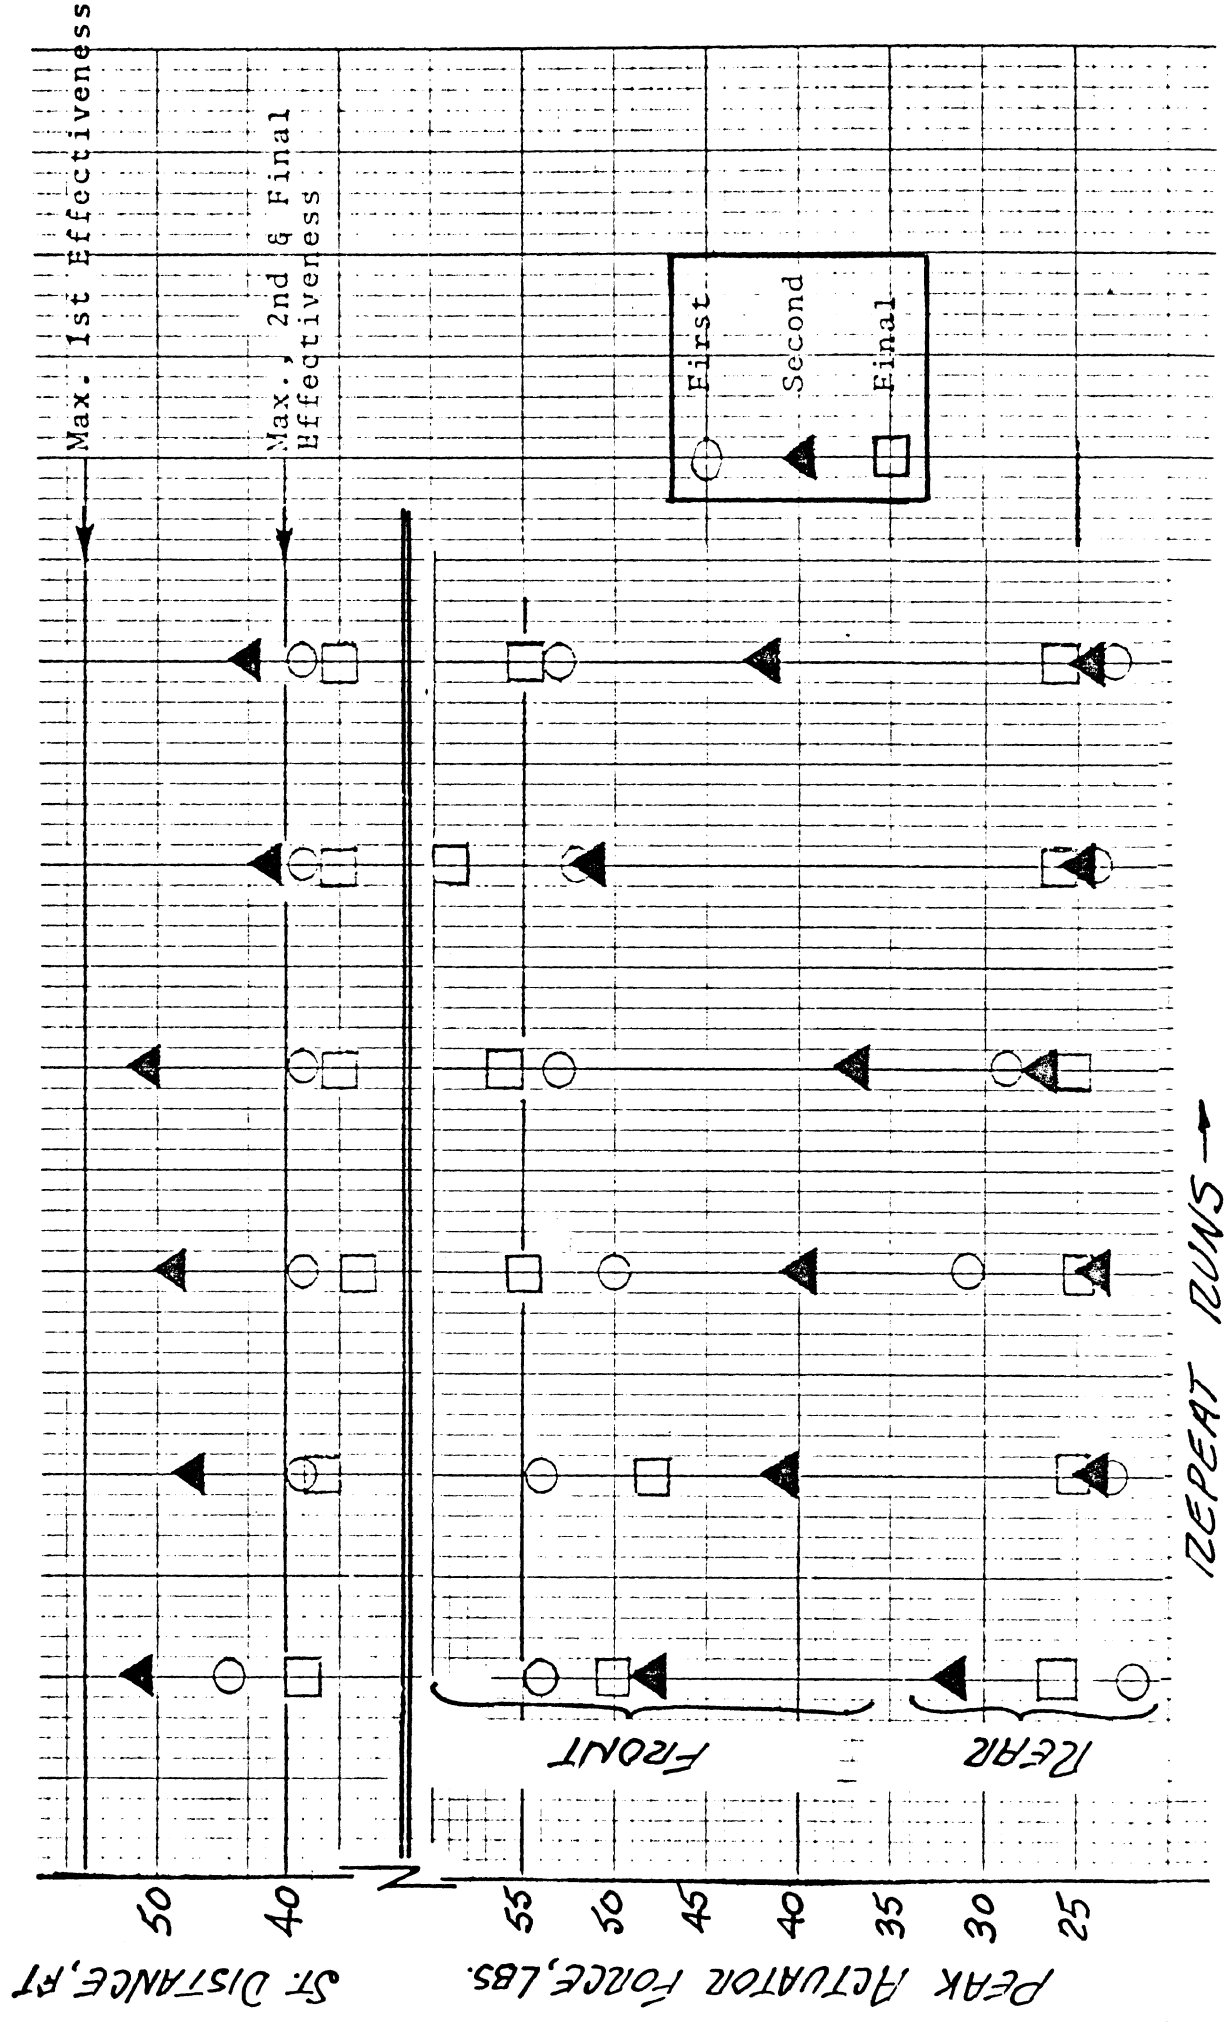 Max. 1st Effectiveness
Max., 2nd & Final
Effectiveness
First
Second
Final
ST. DISTANCE, FT
50
40
PEAK ACTUATOR FORCE, LBS.
55
50
45
40
35
30
25
FRONT
REAR
REPEAT RUNS